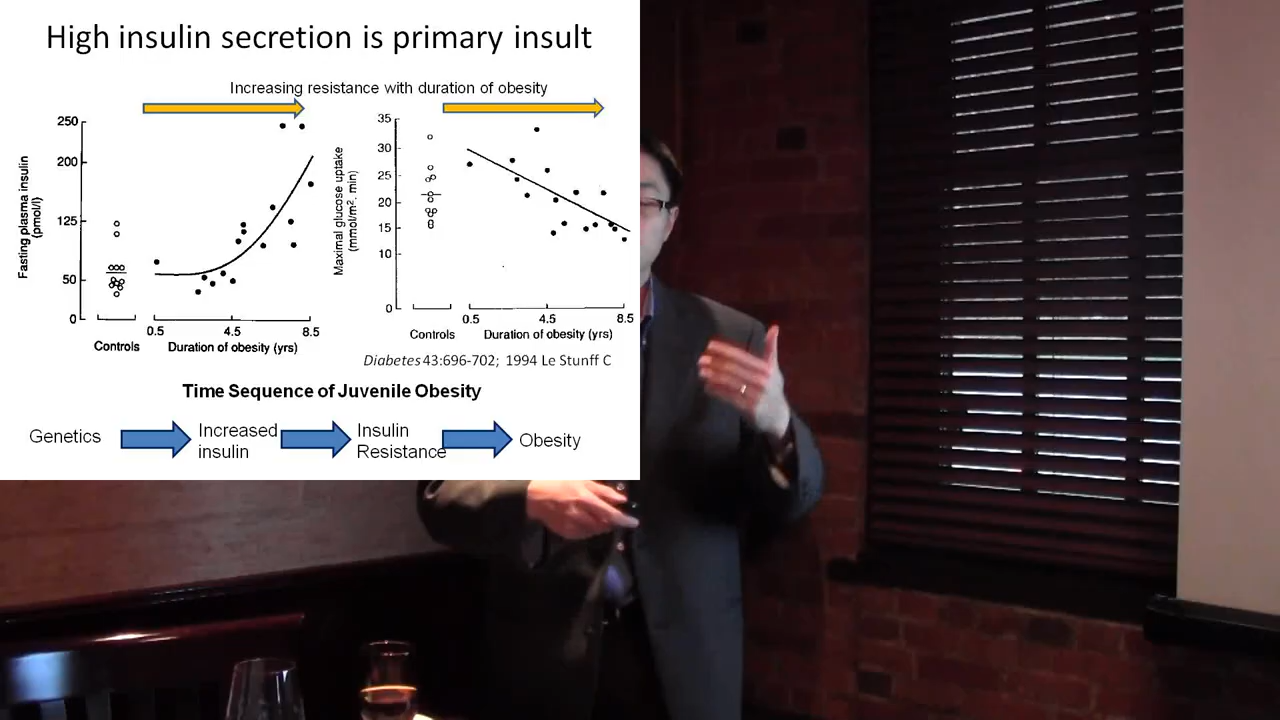 High insulin secretion is primary insult
Increasing resistance with duration of obesity
Fasting plasma insulin
(pmol/l)
250
200
125
50
0
Controls
0.5
4.5
8.5
Duration of obesity (yrs)
Maximal glucose uptake
(mmol/m², min)
35
30
25
20
15
10
0
Controls
0.5
4.5
8.5
Duration of obesity (yrs)
Diabetes 43:696-702; 1994 Le Stunff C
Time Sequence of Juvenile Obesity
Genetics
Increased
insulin
Insulin
Resistance
Obesity